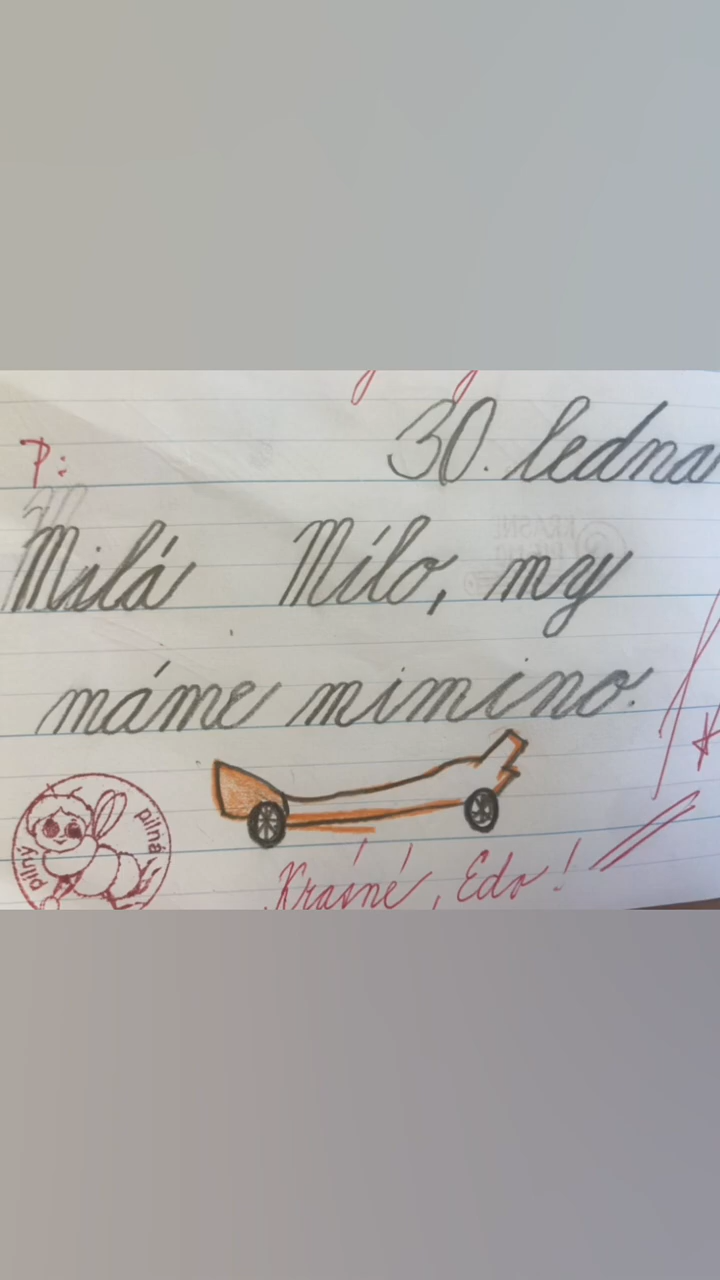 30. ledna
P:
Milá Mílo, my
máme mimino.
pilný pilná
Krásné, Edo!